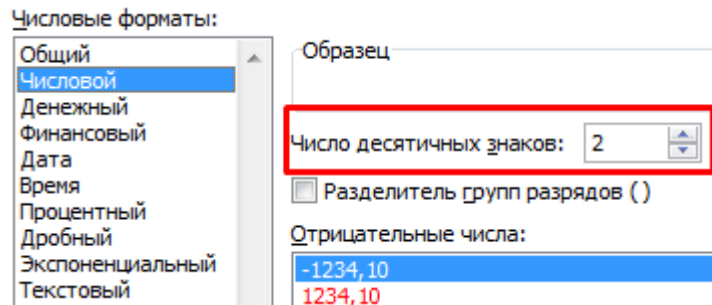 Числовые форматы:
Общий
Числовой
Денежный
Финансовый
Дата
Время
Процентный
Дробный
Экспоненциальный
Текстовый
Образец
Число десятичных знаков: 2
Разделитель групп разрядов ( )
Отрицательные числа:
-1234,10
1234,10